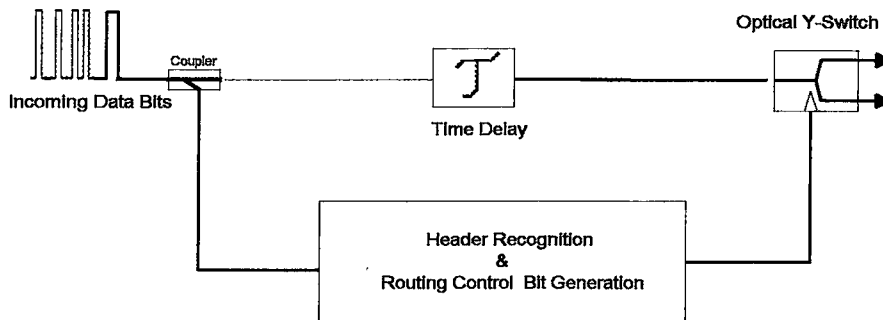 Optical Y-Switch
Coupler
Incoming Data Bits
τ
Time Delay
Header Recognition
&
Routing Control Bit Generation